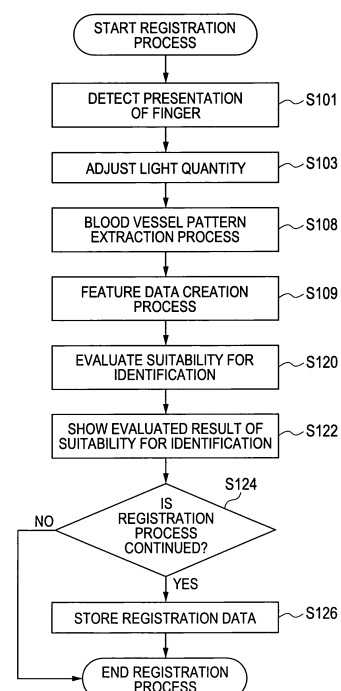 START REGISTRATION
PROCESS
DETECT PRESENTATION
OF FINGER
S101
ADJUST LIGHT QUANTITY
S103
BLOOD VESSEL PATTERN
EXTRACTION PROCESS
S108
FEATURE DATA CREATION
PROCESS
S109
EVALUATE SUITABILITY FOR
IDENTIFICATION
S120
SHOW EVALUATED RESULT OF
SUITABILITY FOR IDENTIFICATION
S122
S124
IS
REGISTRATION
PROCESS
CONTINUED?
NO
YES
STORE REGISTRATION DATA
S126
END REGISTRATION
PROCESS